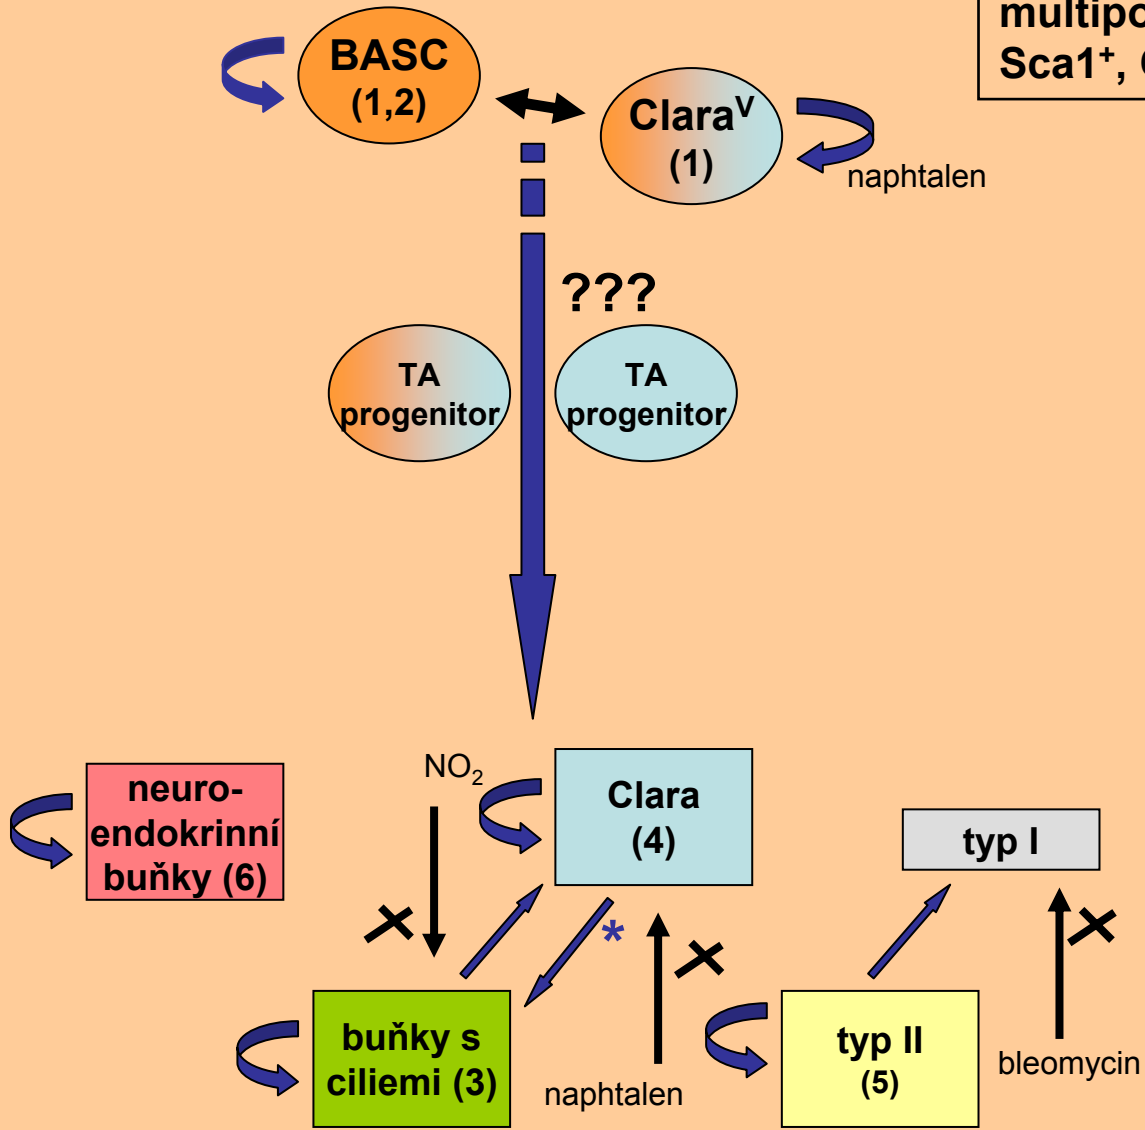 multipo
Sca1⁺,
BASC
(1,2)
Claraⱽ
(1)
naphtalen
???
TA
progenitor
TA
progenitor
neuro-
endokrinní
buňky (6)
NO₂
Clara
(4)
typ I
*
buňky s
ciliemi (3)
naphtalen
typ II
(5)
bleomycin